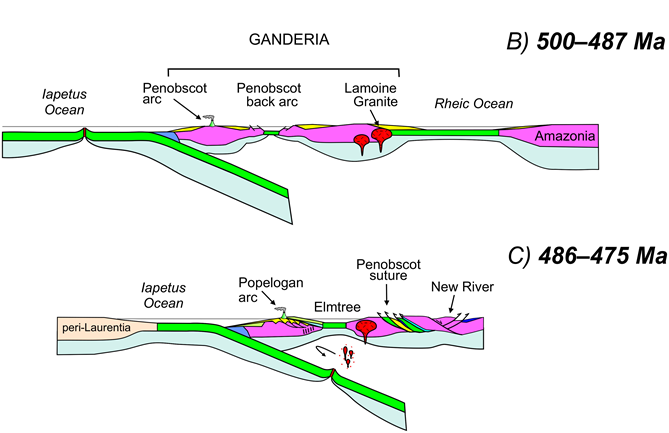 GANDERIA
B) 500–487 Ma
Iapetus
Ocean
Penobscot
arc
Penobscot
back arc
Lamoine
Granite
Rheic Ocean
Amazonia
C) 486–475 Ma
Iapetus
Ocean
Popelogan
arc
Elmtree
Penobscot
suture
New River
peri-Laurentia